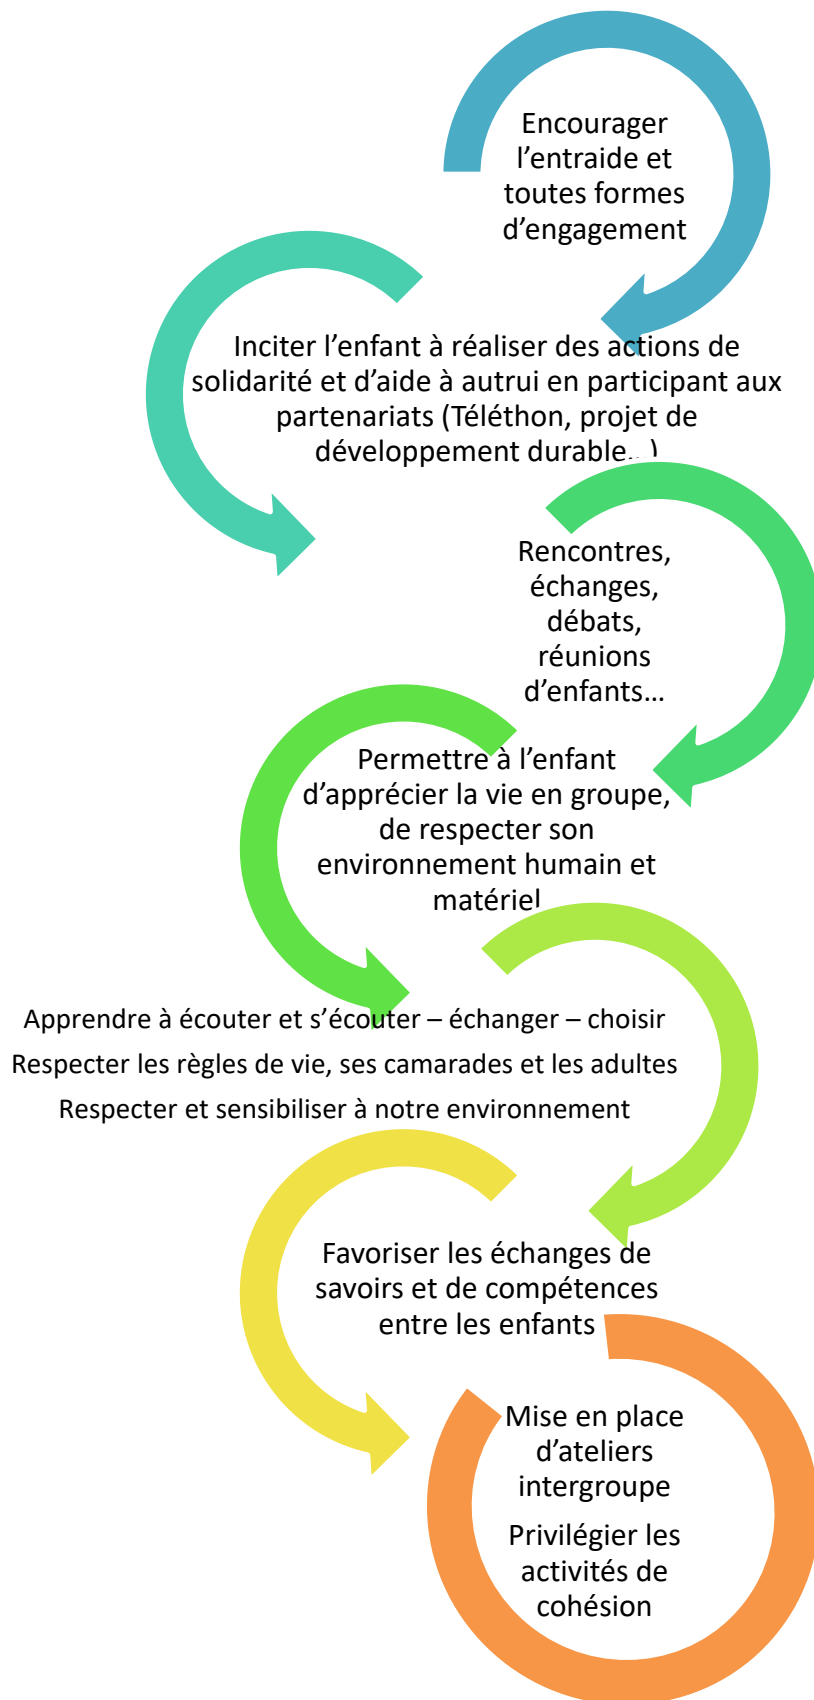 Encourager
l’entraide et
toutes formes
d’engagement
Inciter l’enfant à réaliser des actions de
solidarité et d’aide à autrui en participant aux
partenariats (Téléthon, projet de
développement durable…)
Rencontres,
échanges,
débats,
réunions
d’enfants…
Permettre à l’enfant
d’apprécier la vie en groupe,
de respecter son
environnement humain et
matériel
Apprendre à écouter et s’écouter – échanger – choisir
Respecter les règles de vie, ses camarades et les adultes
Respecter et sensibiliser à notre environnement
Favoriser les échanges de
savoirs et de compétences
entre les enfants
Mise en place
d’ateliers
intergroupe
Privilégier les
activités de
cohésion